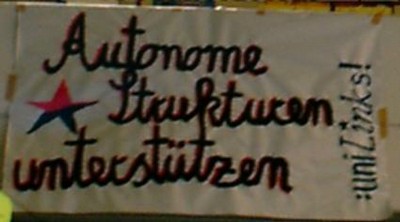 Autonome
Strukturen
unterstützen
:uniLinks!